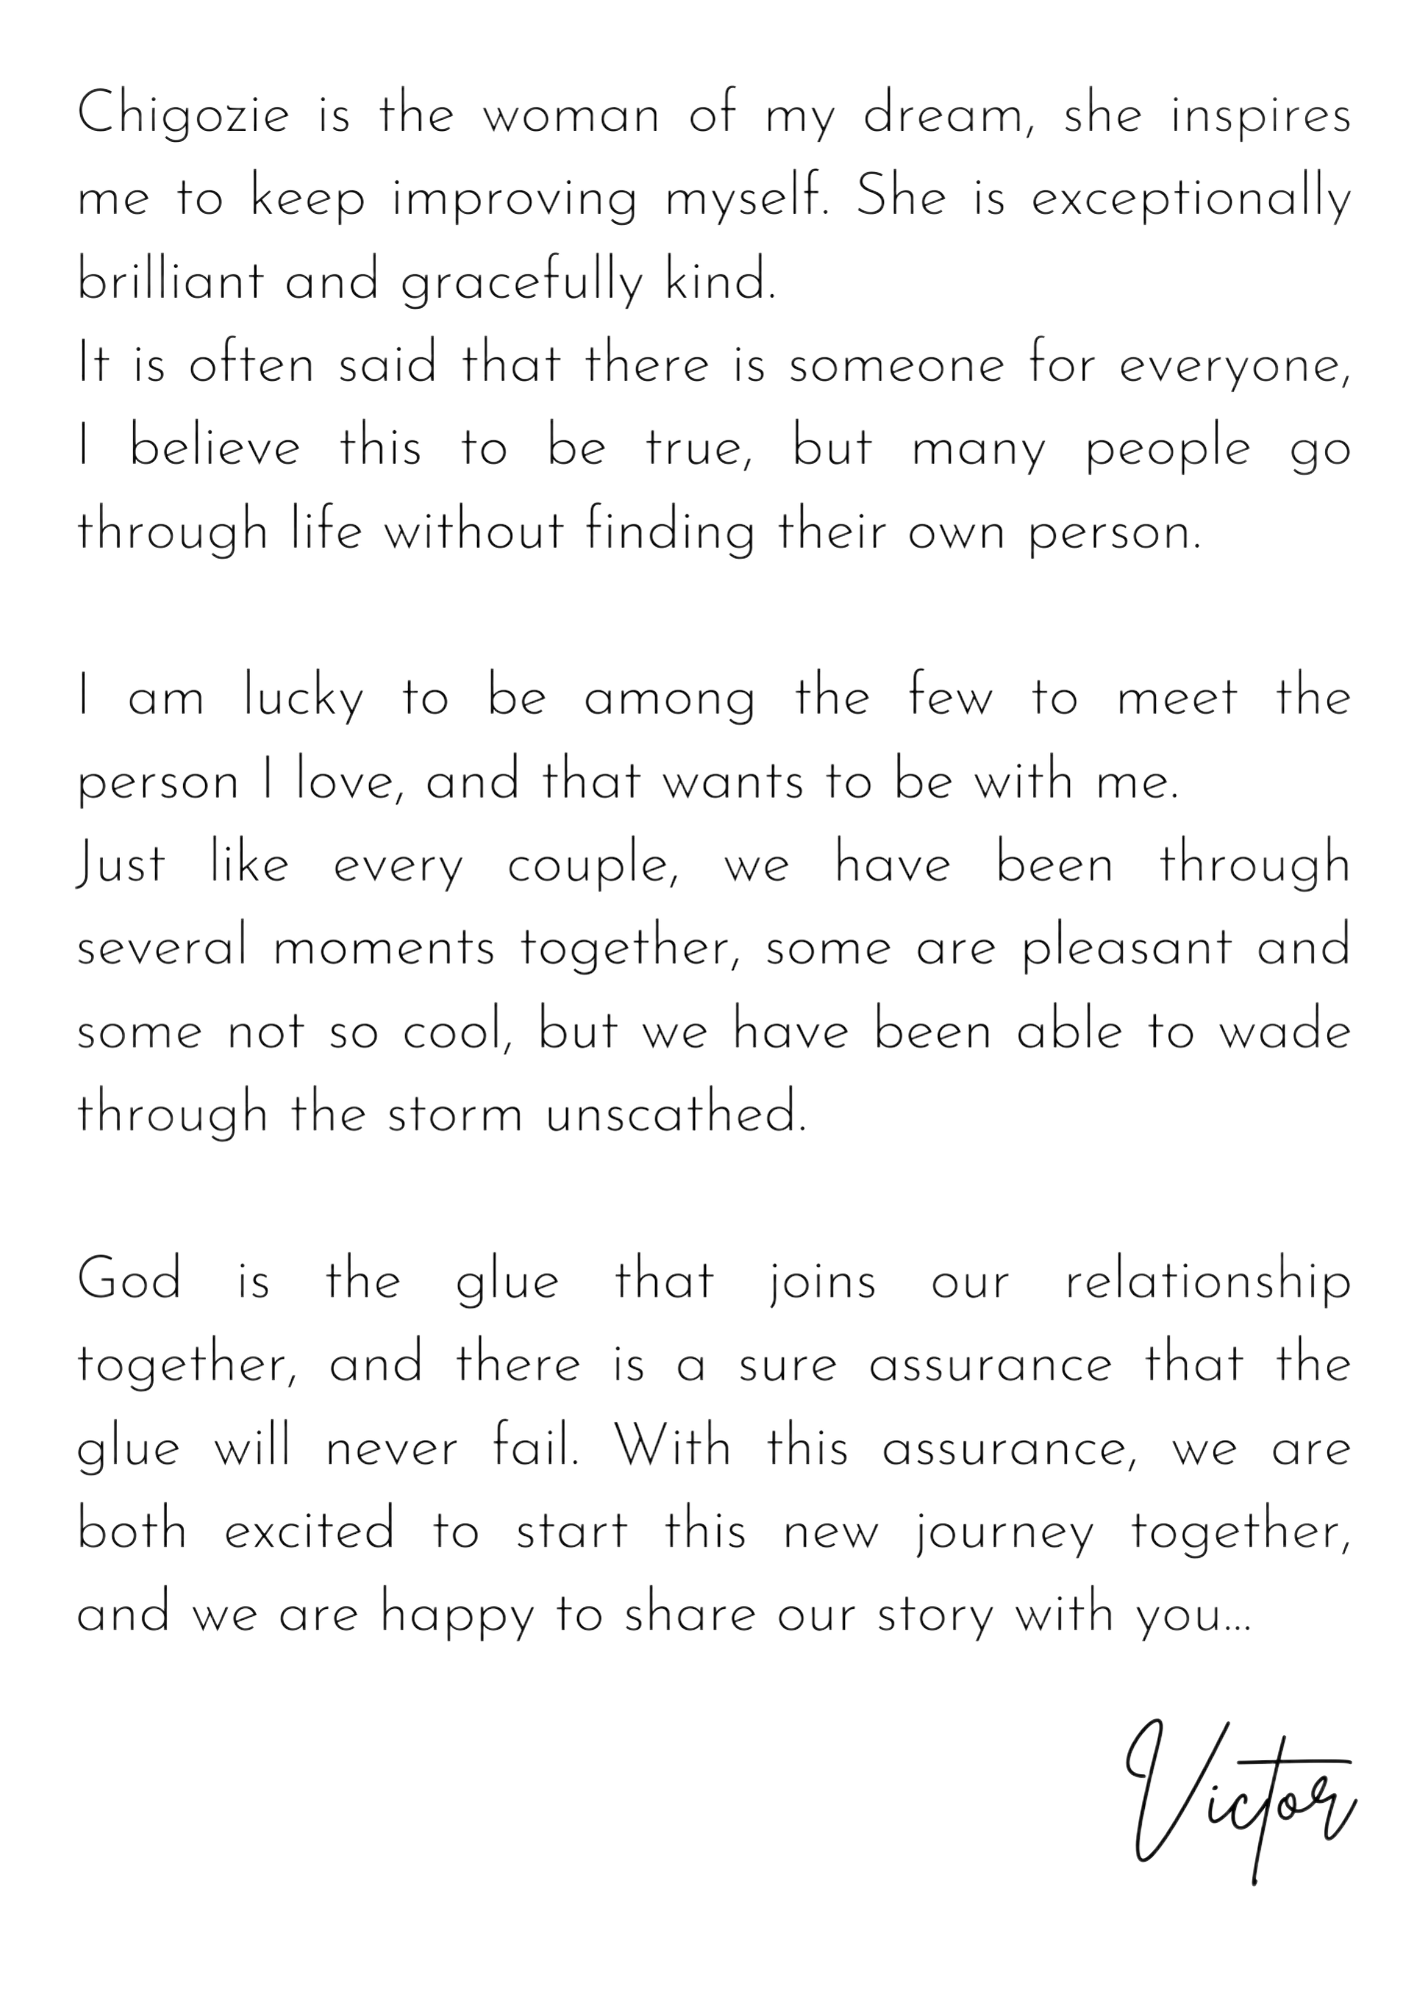 Chigozie is the woman of my dream, she inspires
me to keep improving myself. She is exceptionally
brilliant and gracefully kind.
It is often said that there is someone for everyone,
I believe this to be true, but many people go
through life without finding their own person.
I am lucky to be among the few to meet the
person I love, and that wants to be with me.
Just like every couple, we have been through
several moments together, some are pleasant and
some not so cool, but we have been able to wade
through the storm unscathed.
God is the glue that joins our relationship
together, and there is a sure assurance that the
glue will never fail. With this assurance, we are
both excited to start this new journey together,
and we are happy to share our story with you...
Victor